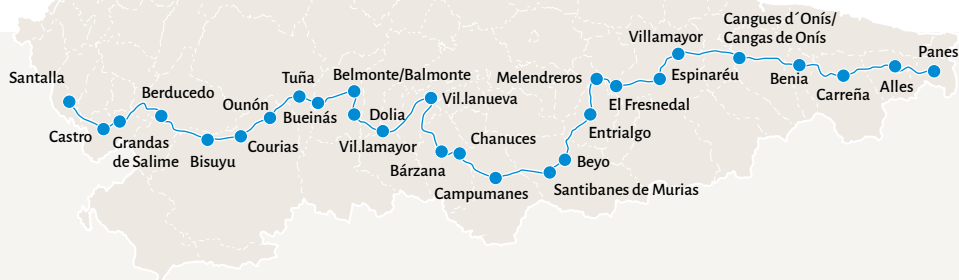 Santalla
Castro
Grandas
de Salime
Berducedo
Bisuyu
Ounón
Courias
Tuña
Bueinás
Belmonte/Balmonte
Dolia
Vil.lamayor
Vil.lanueva
Bárzana
Chanuces
Campumanes
Santibanes de Murias
Beyo
Entrialgo
Melendreros
El Fresnedal
Espinaréu
Villamayor
Cangues d´Onís/
Cangas de Onís
Benia
Carreña
Alles
Panes